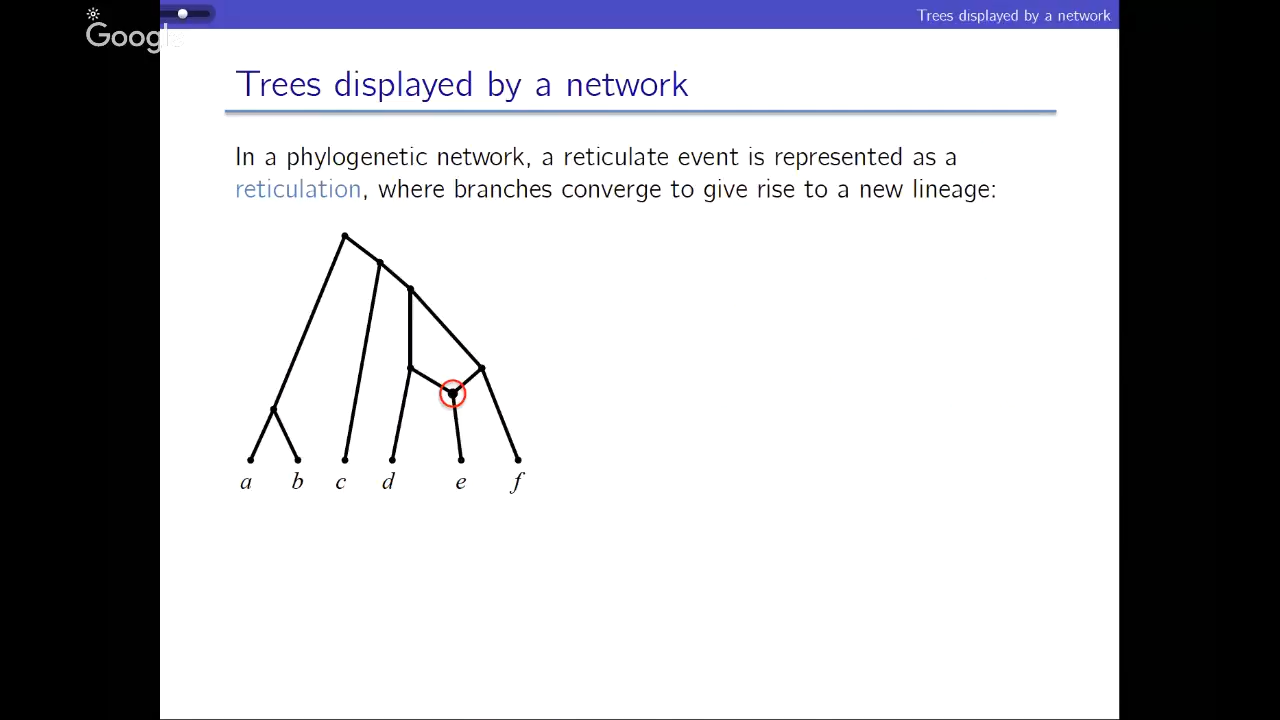 Trees displayed by a network
Google
Trees displayed by a network
In a phylogenetic network, a reticulate event is represented as a
reticulation, where branches converge to give rise to a new lineage:
a b c d e f